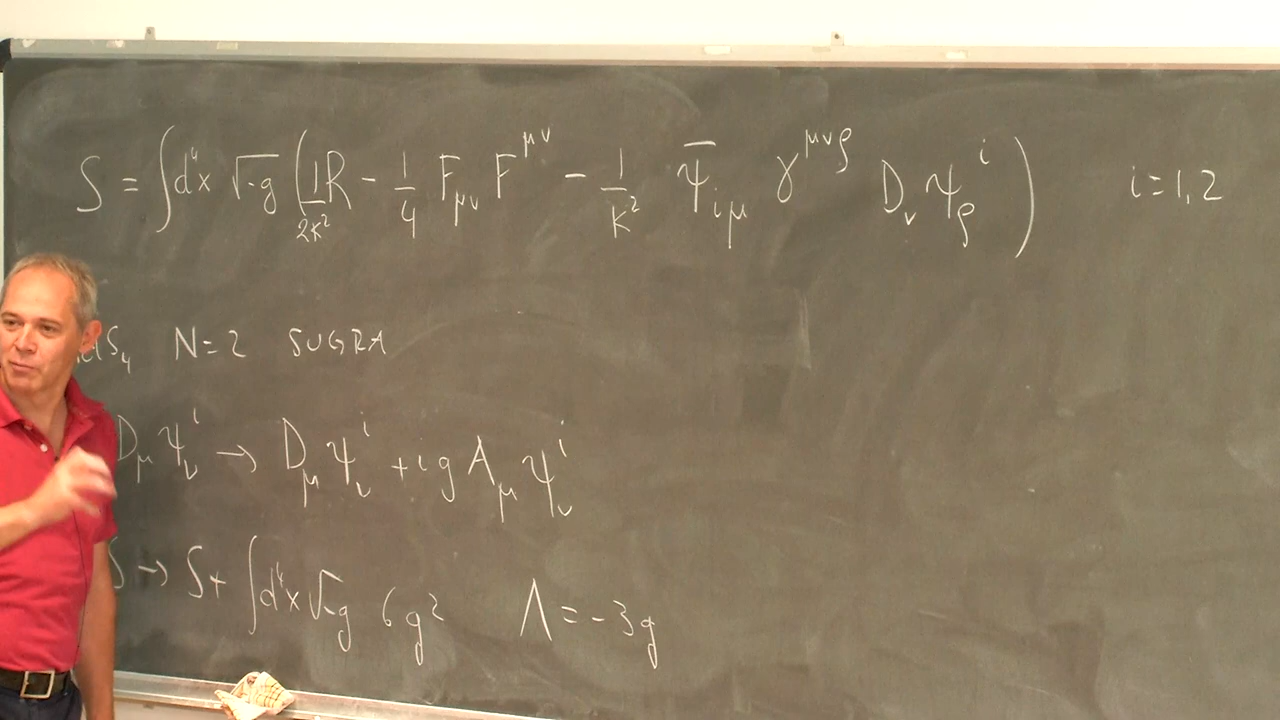 S = ∫d⁴x √-g (1/2κ² R - 1/4 F_μν F^μν - 1/κ² ψ̄_iμ γ^μνρ D_ν ψ_ρ^i) i=1,2
dS₄ N=2 SUGRA
D_μ ψ_ν^i → D_μ ψ_ν^i + i g A_μ ψ_ν^i
S → S + ∫d⁴x √-g 6g² Λ = -3g